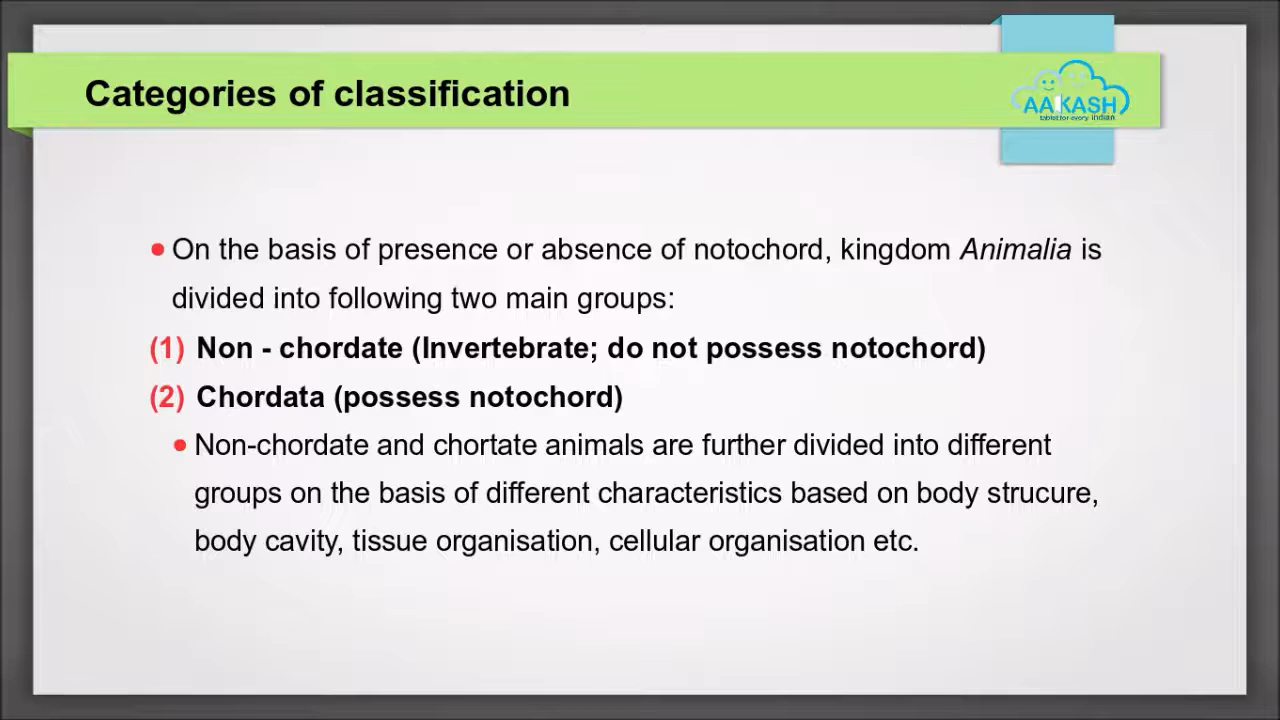 Categories of classification
AAKASH
tablet for every indian
• On the basis of presence or absence of notochord, kingdom Animalia is
divided into following two main groups:
(1) Non - chordate (Invertebrate; do not possess notochord)
(2) Chordata (possess notochord)
• Non-chordate and chortate animals are further divided into different
groups on the basis of different characteristics based on body strucure,
body cavity, tissue organisation, cellular organisation etc.